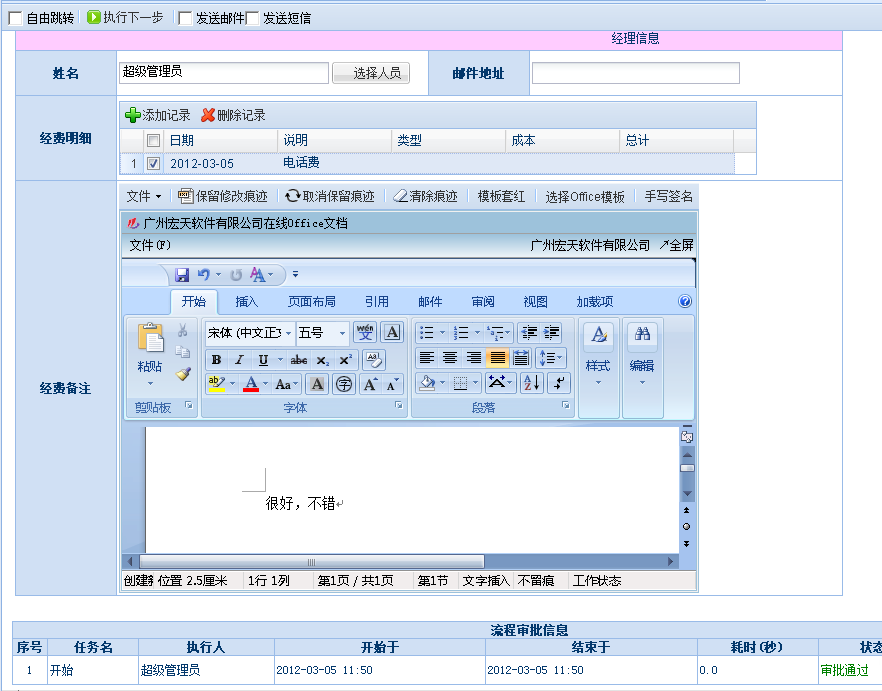 自由跳转 执行下一步 发送邮件 发送短信
经理信息
姓名 超级管理员 选择人员 邮件地址
添加记录 删除记录
经费明细 日期 说明 类型 成本 总计
1 2012-03-05 电话费
文件 保留修改痕迹 取消保留痕迹 清除痕迹 模板套红 选择Office模板 手写签名
广州宏天软件有限公司在线Office文档
文件(F) 广州宏天软件有限公司 全屏
开始 插入 页面布局 引用 邮件 审阅 视图 加载项
宋体 (中文正 五号 wén 文 A
粘贴 B I U abc x₂ x² 样式 编辑
ab A Aa A 字 A A A Z
剪贴板 字体 段落
经费备注
很好，不错
位置 2.5厘米 1行 1列 第1页 / 共1页 第1节 文字插入 不留痕 工作状态
流程审批信息
序号 任务名 执行人 开始于 结束于 耗时(秒) 状态
1 开始 超级管理员 2012-03-05 11:50 2012-03-05 11:50 0.0 审批通过